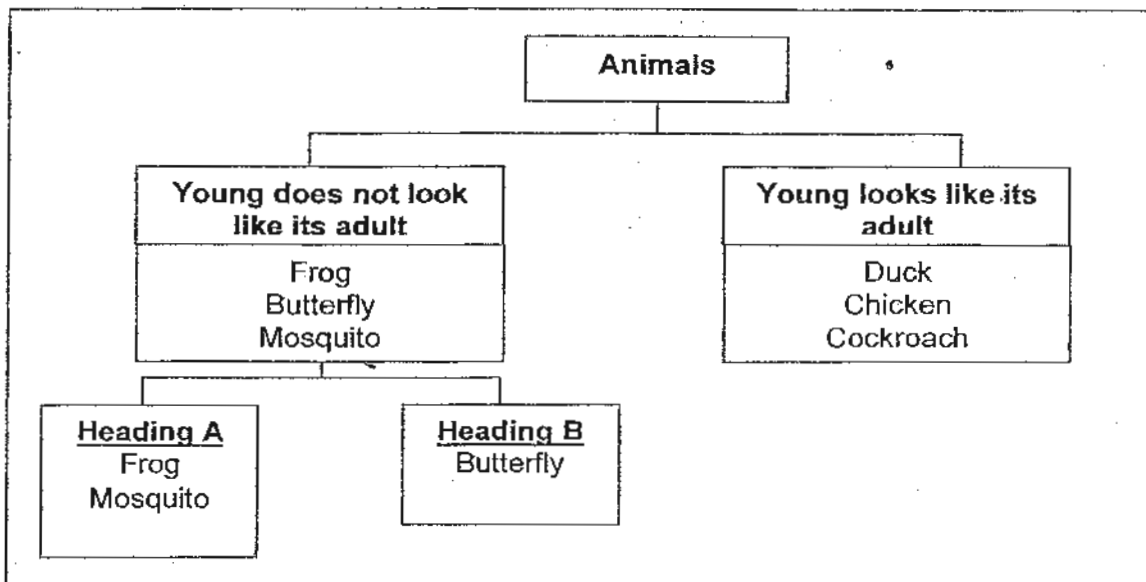 Animals
Young does not look
like its adult
Frog
Butterfly
Mosquito
Young looks like its
adult
Duck
Chicken
Cockroach
Heading A
Frog
Mosquito
Heading B
Butterfly